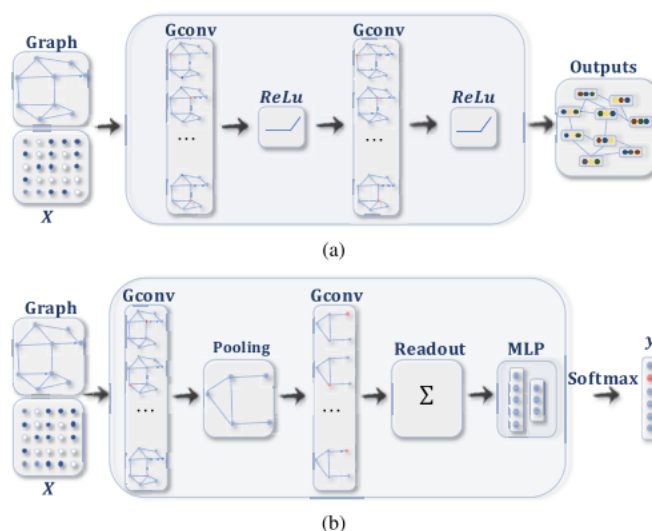 Graph
Gconv
Gconv
ReLu
ReLu
Outputs
...
...
X
(a)
Graph
Gconv
Pooling
Gconv
Readout
MLP
Softmax
y
...
...
Σ
X
(b)